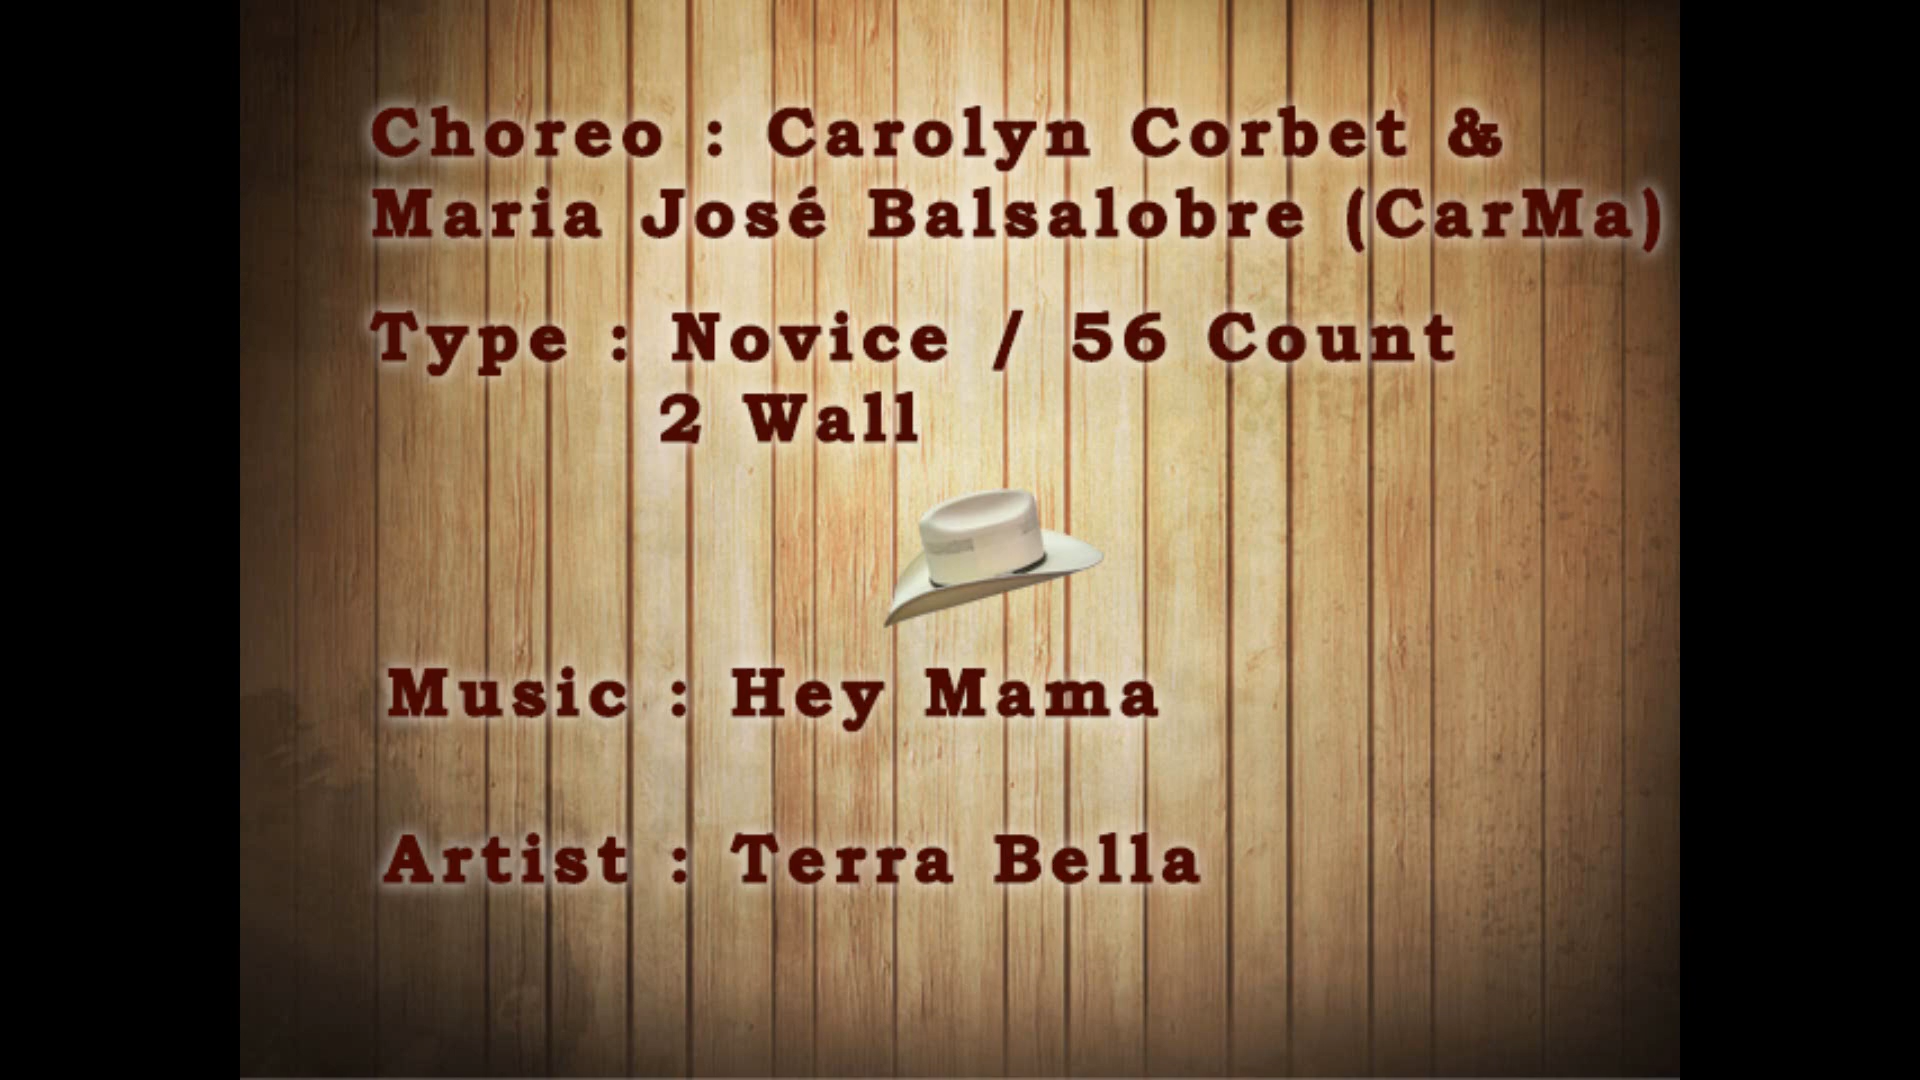 Choreo : Carolyn Corbet &
Maria José Balsalobre (CarMa)
Type : Novice / 56 Count
2 Wall
Music : Hey Mama
Artist : Terra Bella